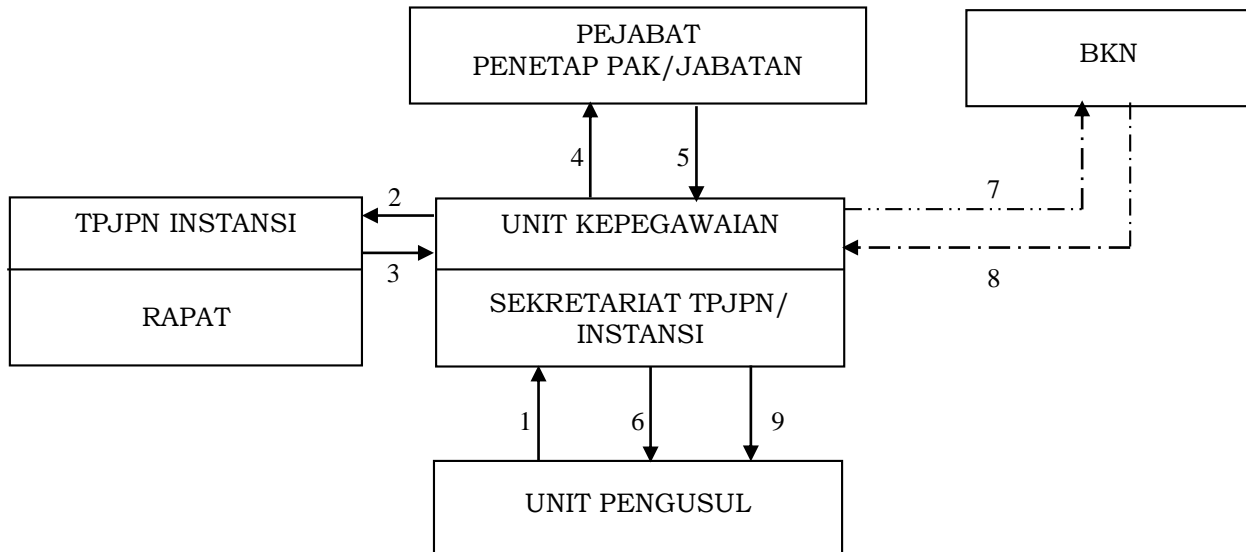 PEJABAT
PENETAP PAK/JABATAN
BKN
4
5
7
2
TPJPN INSTANSI
UNIT KEPEGAWAIAN
3
8
RAPAT
SEKRETARIAT TPJPN/
INSTANSI
1
6
9
UNIT PENGUSUL